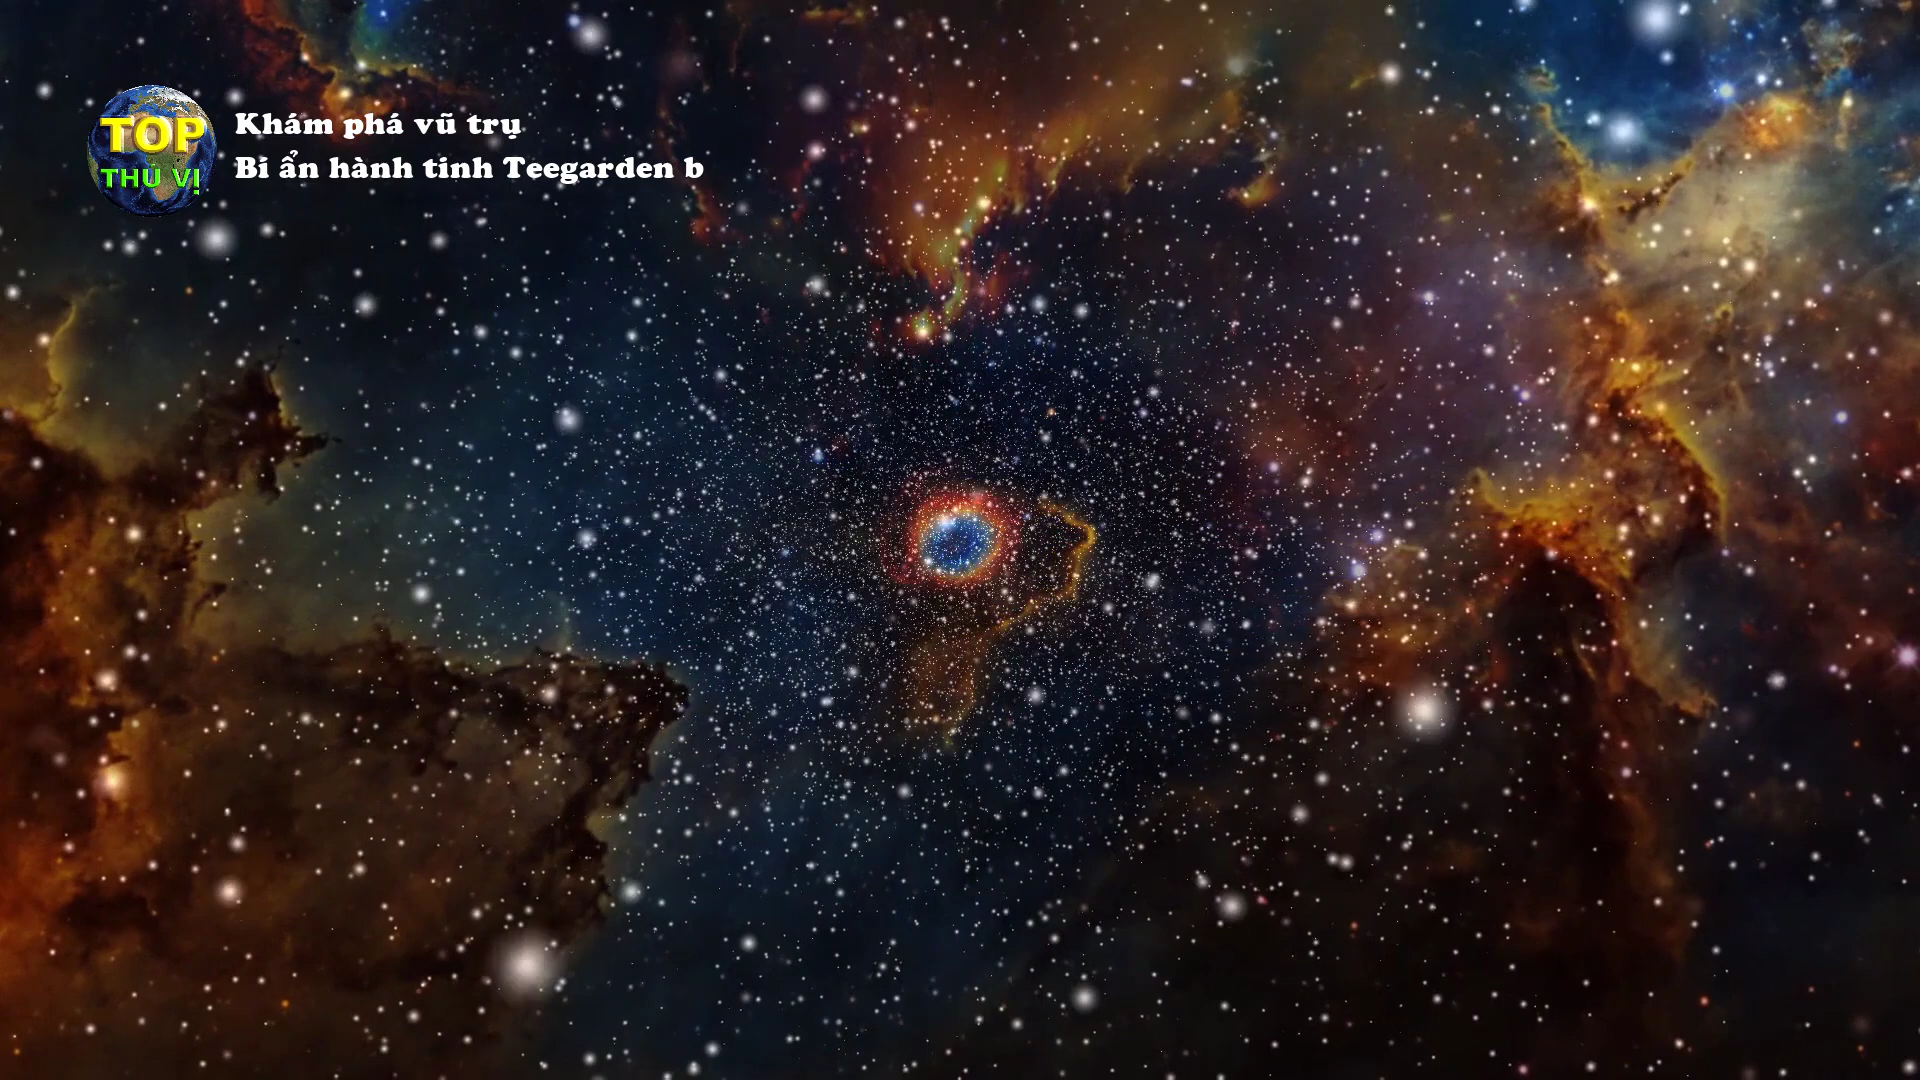 TOP
THÚ VỊ
Khám phá vũ trụ
Bí ẩn hành tinh Teegarden b